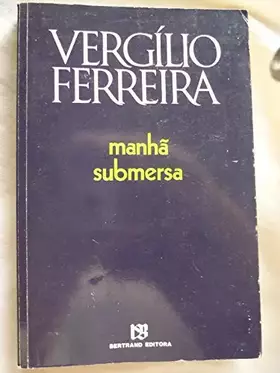 VERGÍLIO
FERREIRA
manhã
submersa
BERTRAND EDITORA